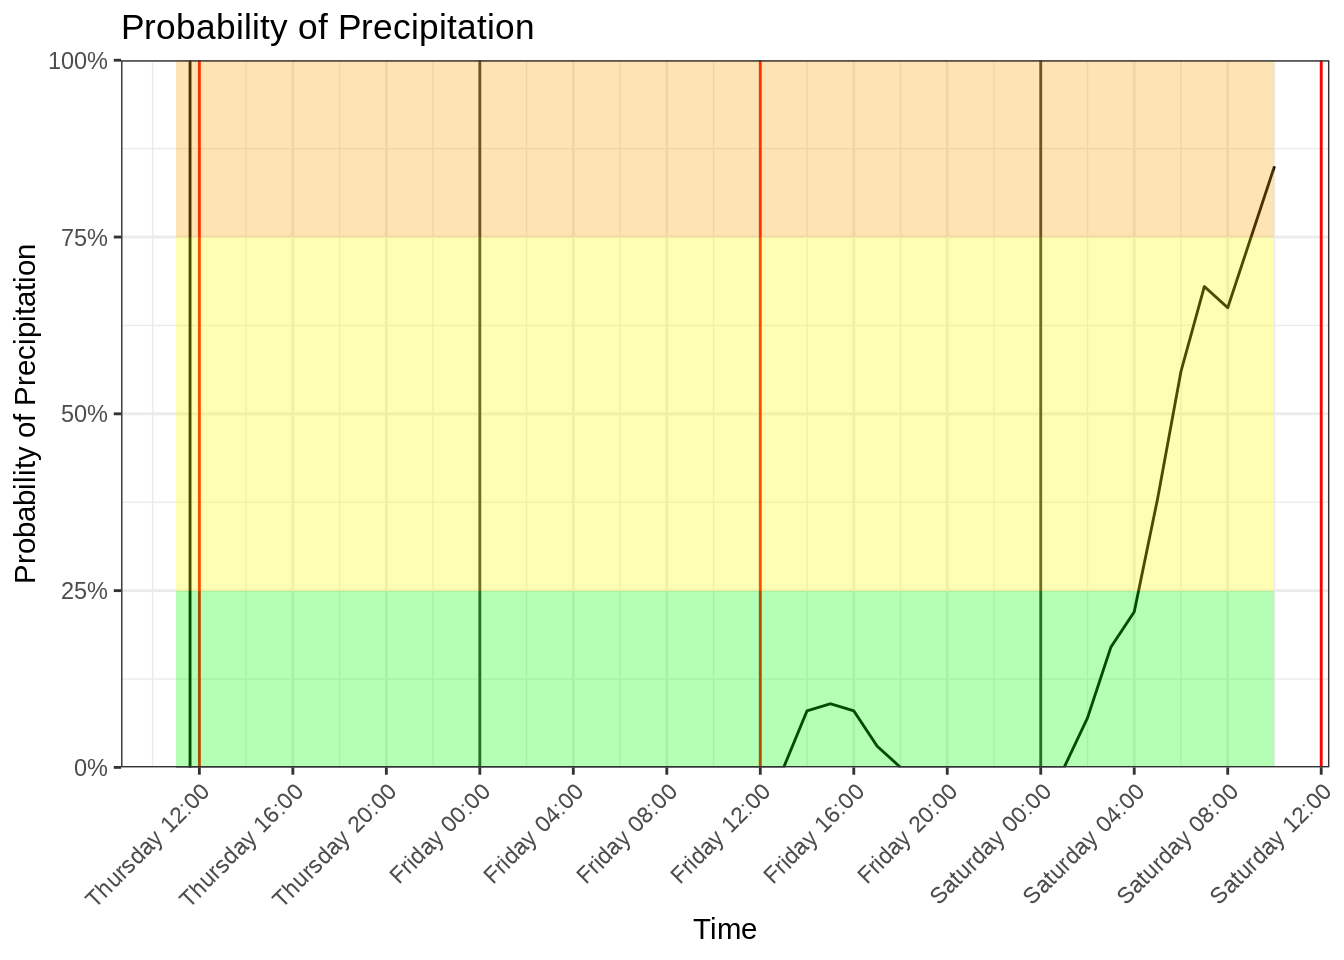 Probability of Precipitation
Probability of Precipitation
100%
75%
50%
25%
0%
Thursday 12:00
Thursday 16:00
Thursday 20:00
Friday 00:00
Friday 04:00
Friday 08:00
Friday 12:00
Friday 16:00
Friday 20:00
Saturday 00:00
Saturday 04:00
Saturday 08:00
Saturday 12:00
Time